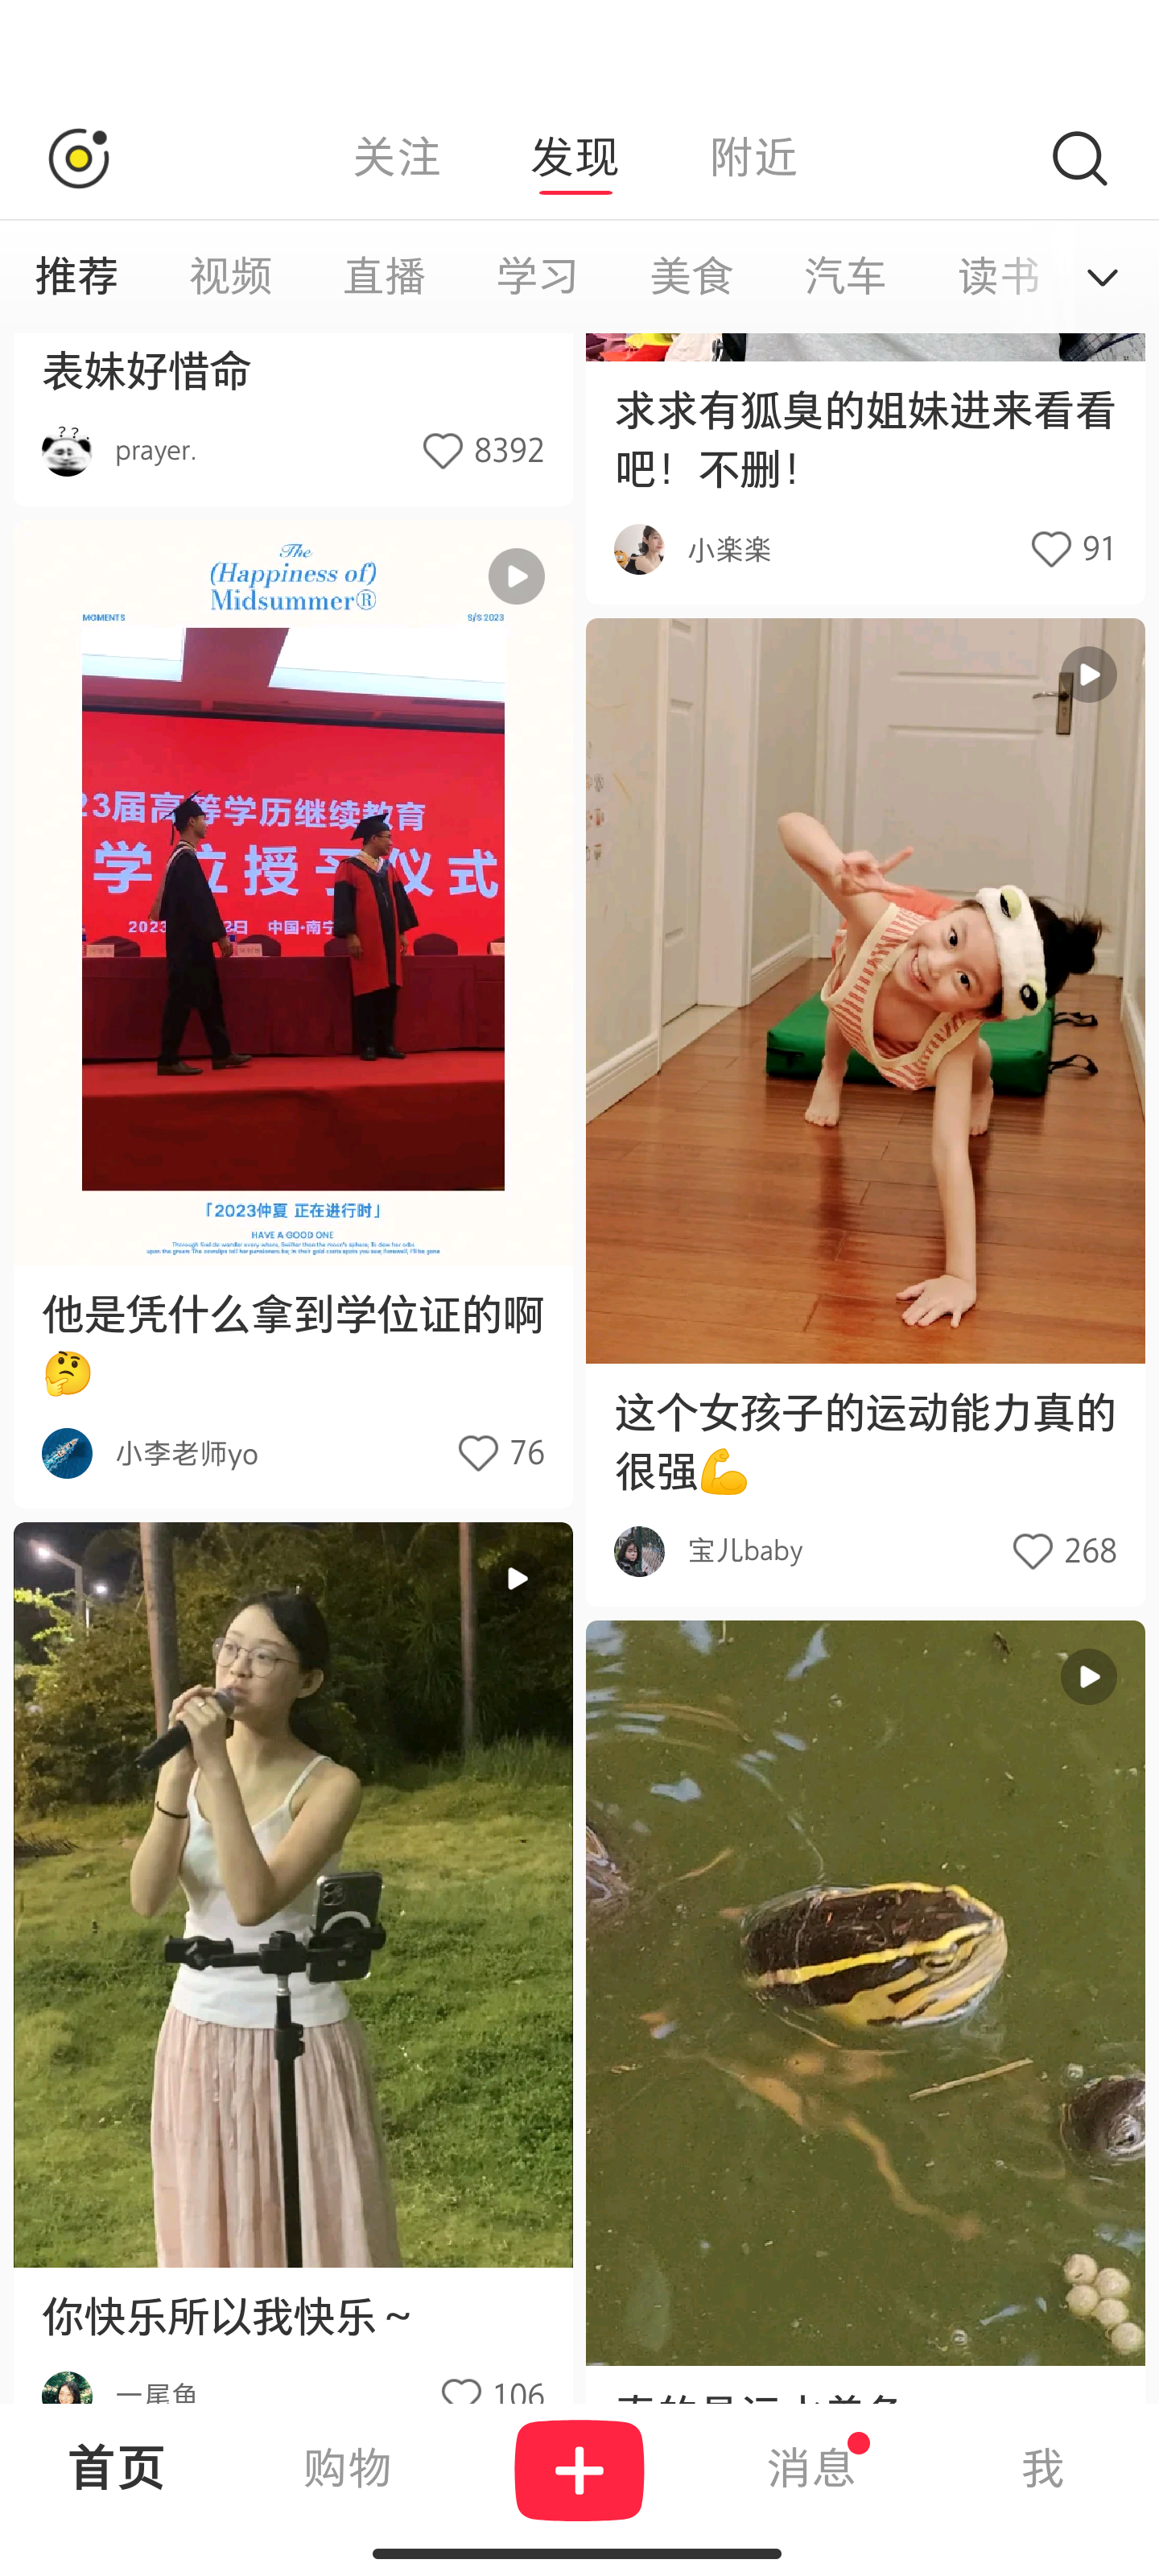 关注 发现 附近
推荐 视频 直播 学习 美食 汽车 读书
表妹好惜命
prayer. 8392
The
(Happiness of)
Midsummer®
MOMENTS S/S 2023
23届高等学历继续教育
学位授予仪式
2023 2日 中国·南宁
「2023仲夏 正在进行时」
HAVE A GOOD ONE
他是凭什么拿到学位证的啊
🤔
小李老师yo 76
你快乐所以我快乐～
一尾鱼 106
求求有狐臭的姐妹进来看看
吧！不删！
小楽楽 91
这个女孩子的运动能力真的
很强💪
宝儿baby 268
首页 购物 消息 我